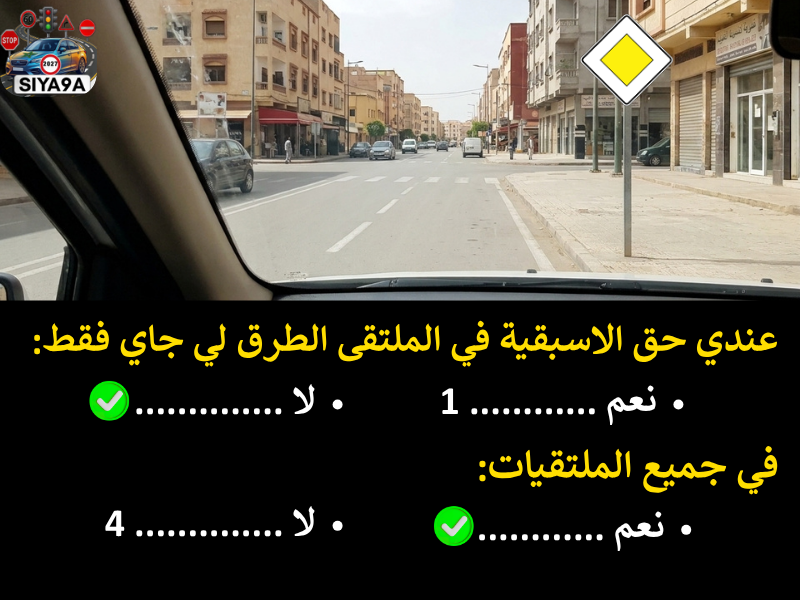 STOP
2027
SIYA9A
عندي حق الاسبقية في الملتقى الطرق لي جاي فقط:
• نعم ............ 1
• لا ..............
في جميع الملتقيات:
• نعم ............
• لا .............. 4